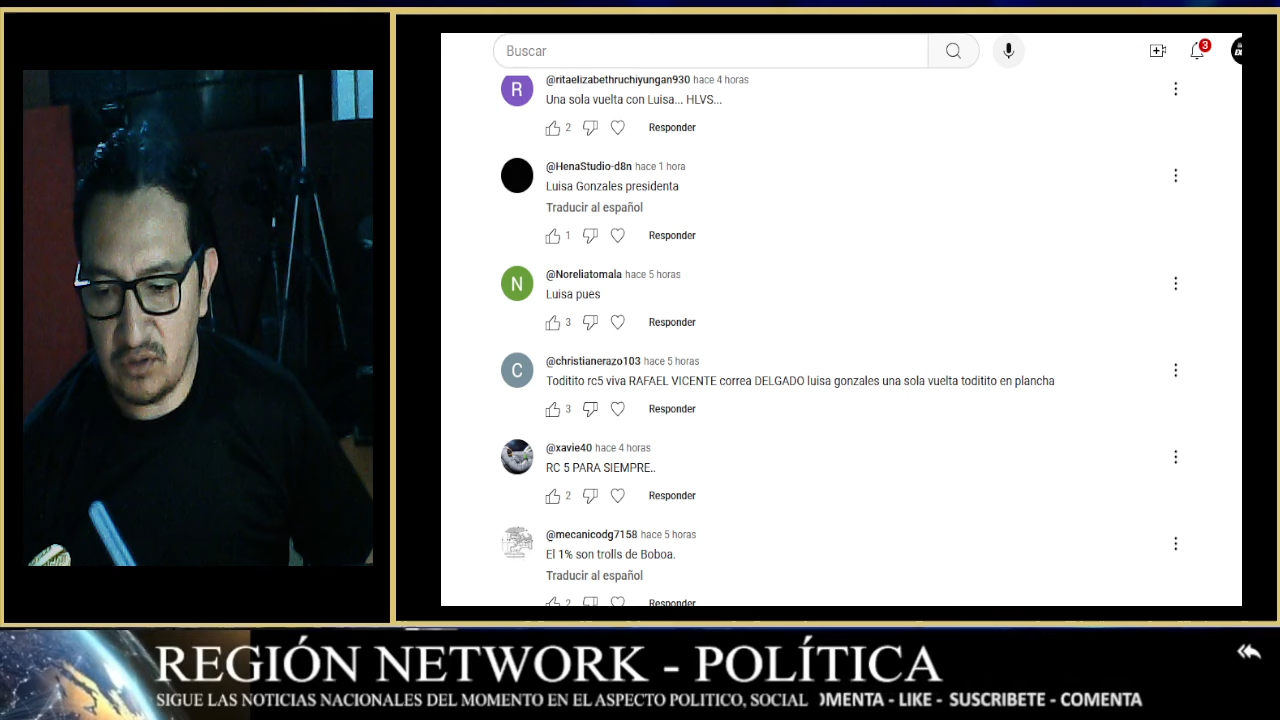 Buscar
3
R
@ritaelizabethruchiyungan930 hace 4 horas
Una sola vuelta con Luisa... HLVS...
2
Responder
@HenaStudio-d8n hace 1 hora
Luisa Gonzales presidenta
Traducir al español
1
Responder
N
@Noreliatomala hace 5 horas
Luisa pues
3
Responder
C
@christianerazo103 hace 5 horas
Toditito rc5 viva RAFAEL VICENTE correa DELGADO luisa gonzales una sola vuelta toditito en plancha
3
Responder
@xavie40 hace 4 horas
RC 5 PARA SIEMPRE..
2
Responder
@mecanicodg7158 hace 5 horas
El 1% son trolls de Boboa.
Traducir al español
2
Responder
REGIÓN NETWORK - POLÍTICA
SIGUE LAS NOTICIAS NACIONALES DEL MOMENTO EN EL ASPECTO POLITICO, SOCIAL
OMENTA - LIKE - SUSCRIBETE - COMENTA